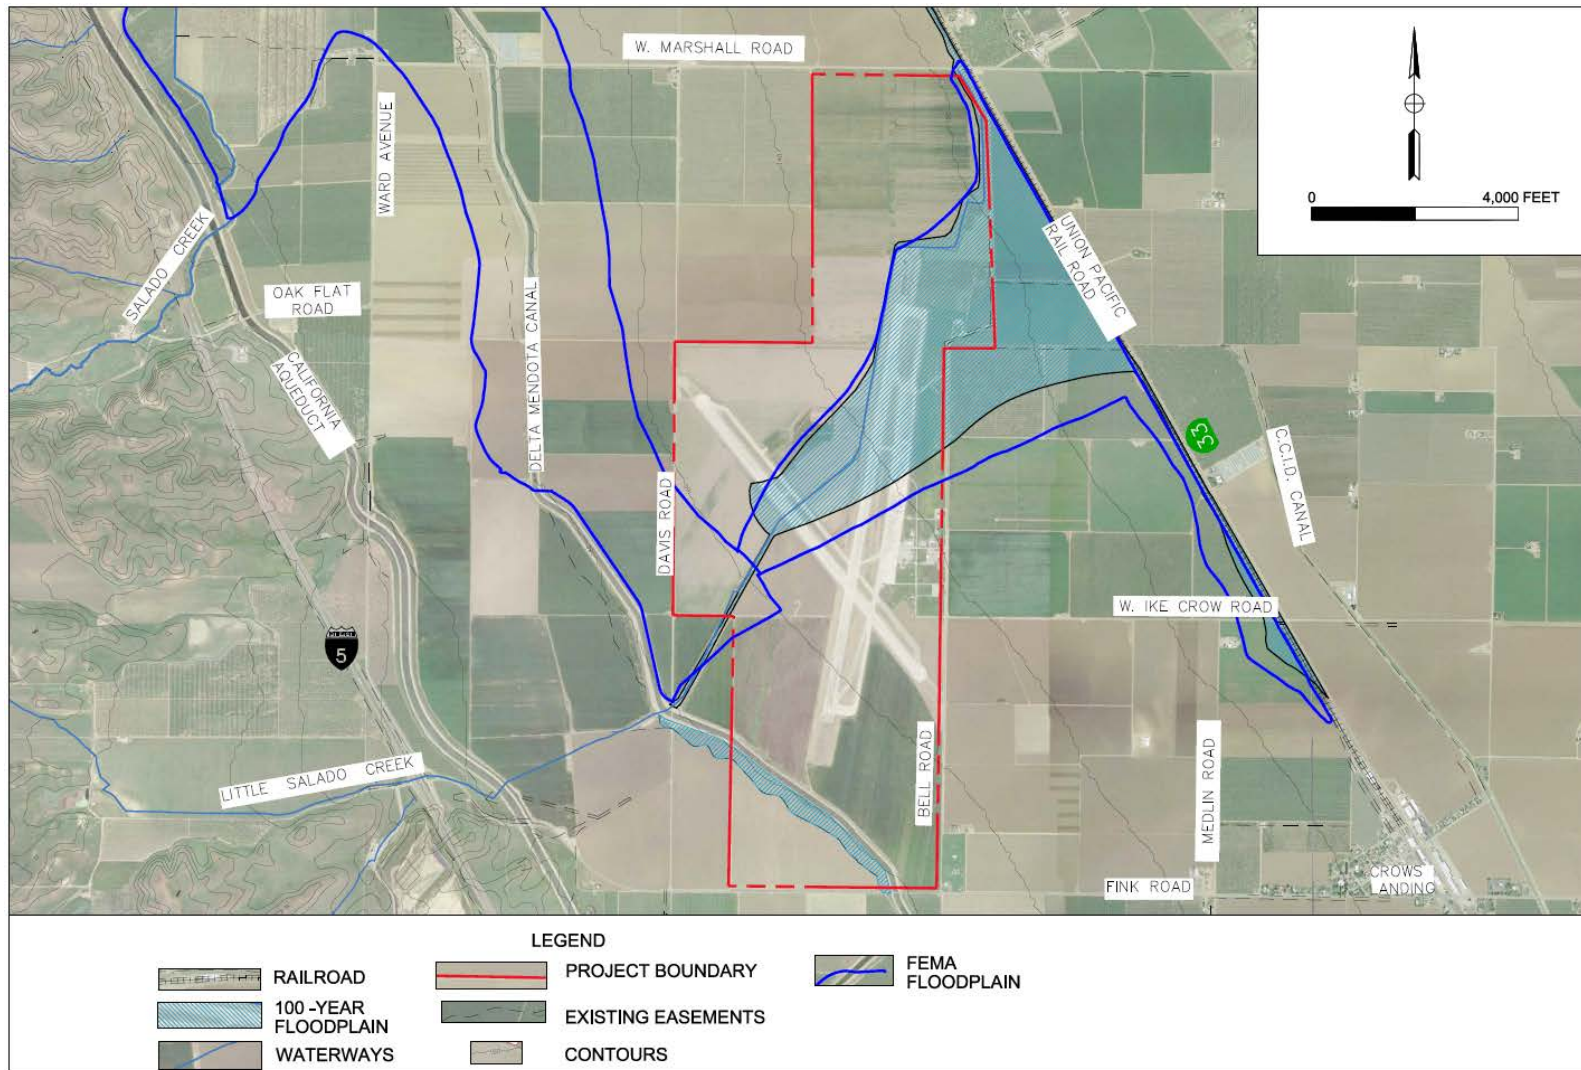 W. MARSHALL ROAD
0 4,000 FEET
WARD AVENUE
SALADO CREEK
OAK FLAT
ROAD
CALIFORNIA
AQUEDUCT
DELTA MENDOTA CANAL
UNION PACIFIC
RAIL ROAD
33
C.C.I.D. CANAL
DAVIS ROAD
W. IKE CROW ROAD
5
LITTLE SALADO CREEK
BELL ROAD
MEDLIN ROAD
FINK ROAD
CROWS
LANDING
LEGEND
RAILROAD
100 -YEAR
FLOODPLAIN
WATERWAYS
PROJECT BOUNDARY
EXISTING EASEMENTS
CONTOURS
FEMA
FLOODPLAIN